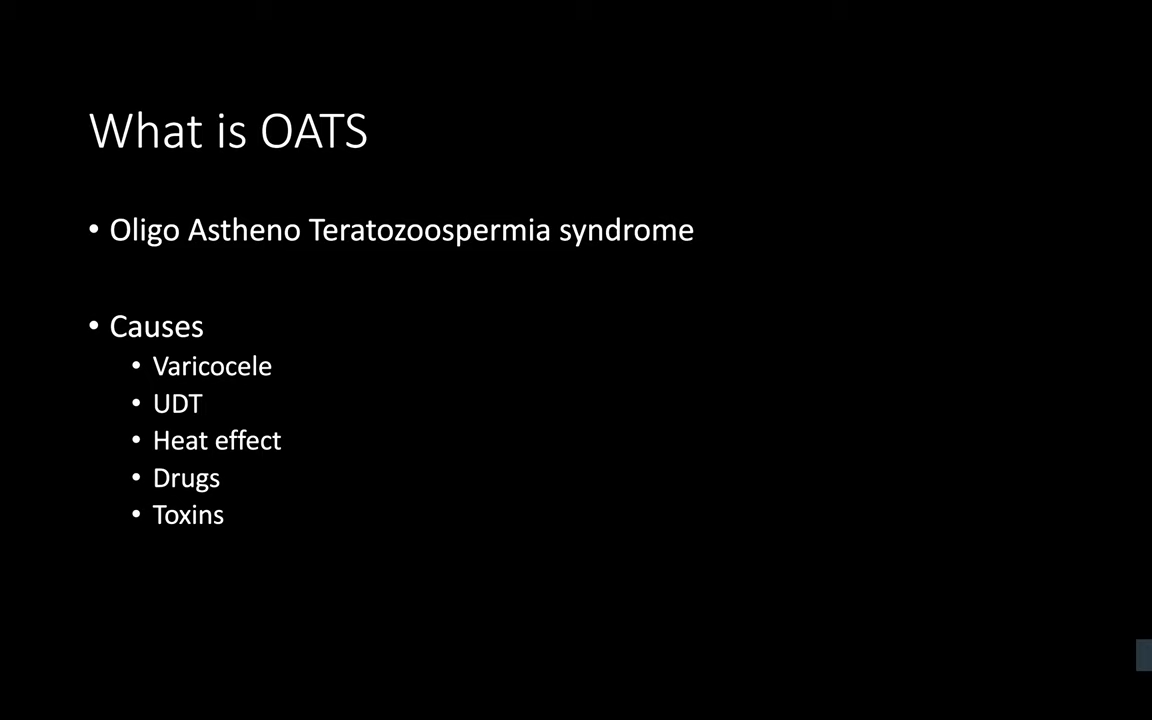 What is OATS
• Oligo Astheno Teratozoospermia syndrome
• Causes
• Varicocele
• UDT
• Heat effect
• Drugs
• Toxins